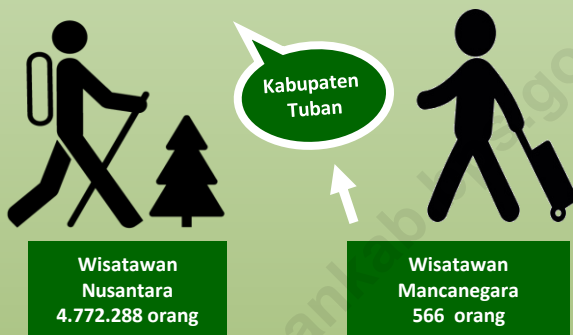 Kabupaten
Tuban
Wisatawan
Nusantara
4.772.288 orang
Wisatawan
Mancanegara
566 orang